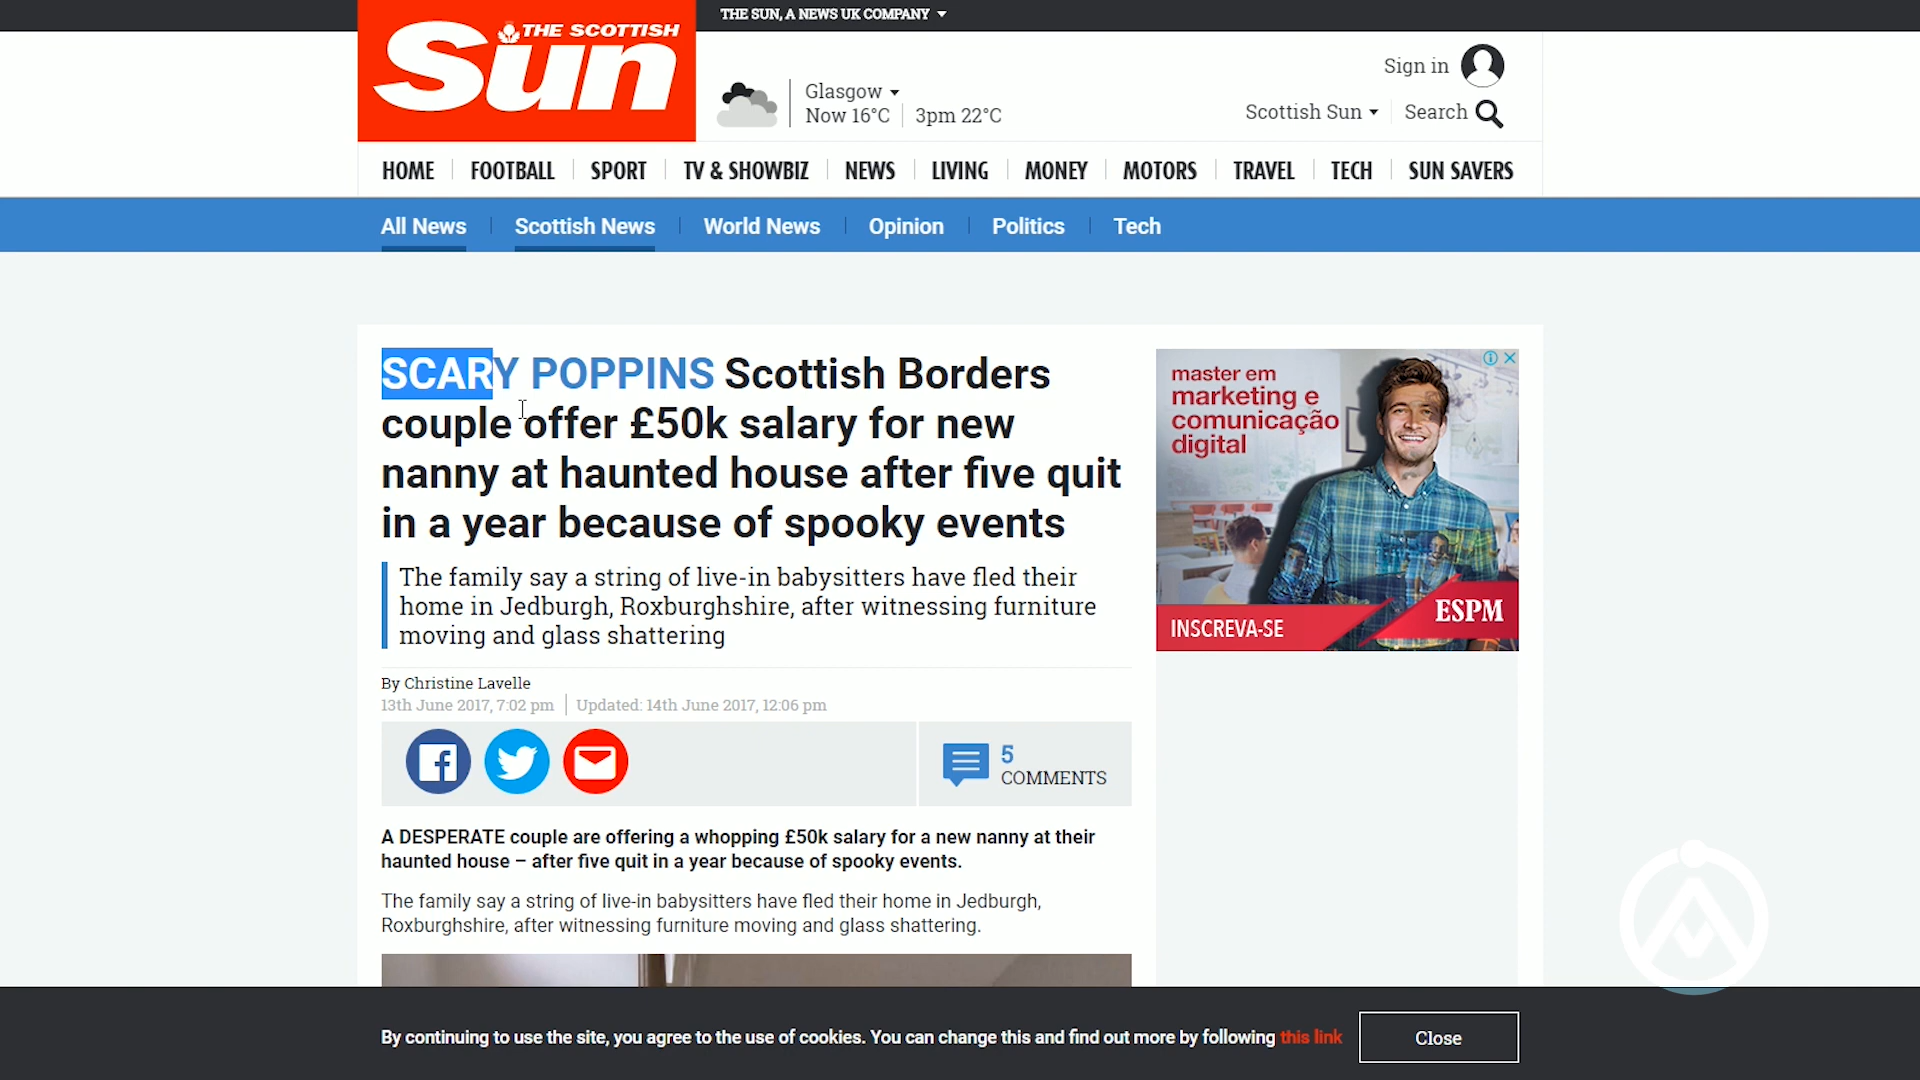 THE SUN, A NEWS UK COMPANY
THE SCOTTISH
Sun
Glasgow
Now 16°C
3pm 22°C
Sign in
Scottish Sun
Search
HOME
FOOTBALL
SPORT
TV & SHOWBIZ
NEWS
LIVING
MONEY
MOTORS
TRAVEL
TECH
SUN SAVERS
All News
Scottish News
World News
Opinion
Politics
Tech
SCARY POPPINS Scottish Borders
couple offer £50k salary for new
nanny at haunted house after five quit
in a year because of spooky events
The family say a string of live-in babysitters have fled their
home in Jedburgh, Roxburghshire, after witnessing furniture
moving and glass shattering
By Christine Lavelle
13th June 2017, 7:02 pm
Updated: 14th June 2017, 12:06 pm
5
COMMENTS
A DESPERATE couple are offering a whopping £50k salary for a new nanny at their
haunted house – after five quit in a year because of spooky events.
The family say a string of live-in babysitters have fled their home in Jedburgh,
Roxburghshire, after witnessing furniture moving and glass shattering.
master em
marketing e
comunicação
digital
INSCREVA-SE
ESPM
By continuing to use the site, you agree to the use of cookies. You can change this and find out more by following this link
Close